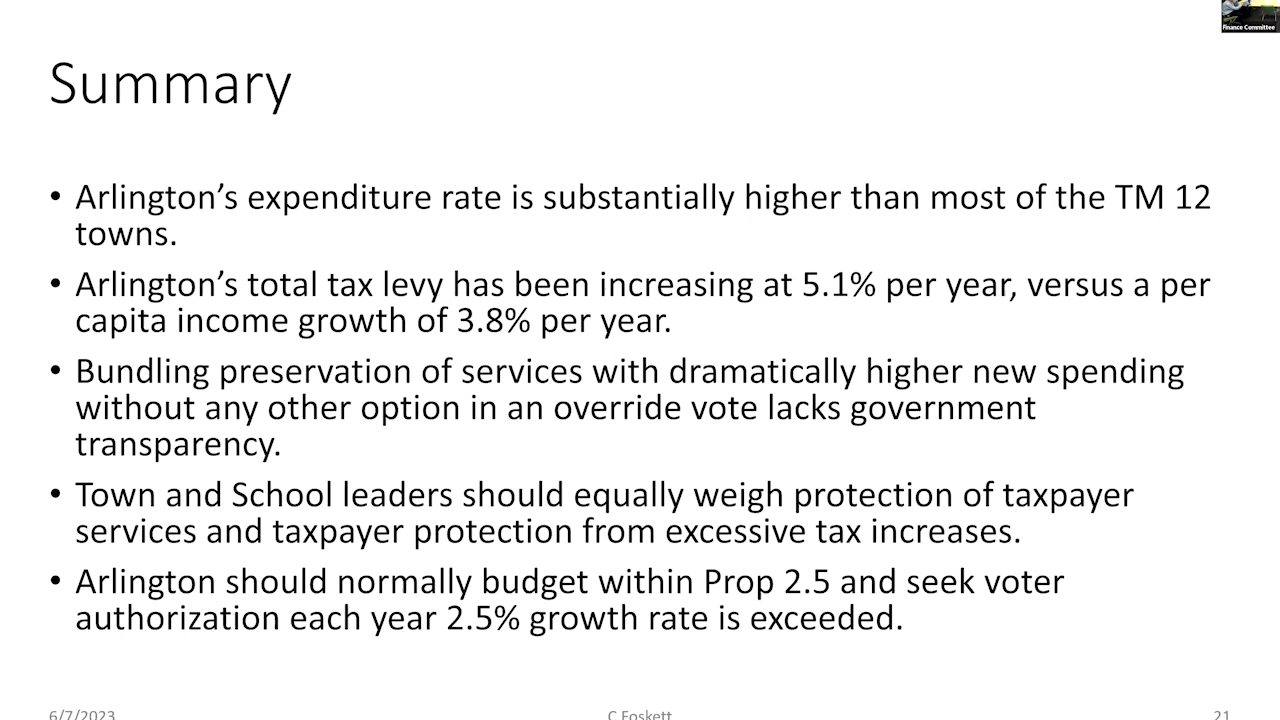 Finance Committee
Summary
• Arlington’s expenditure rate is substantially higher than most of the TM 12
towns.
• Arlington’s total tax levy has been increasing at 5.1% per year, versus a per
capita income growth of 3.8% per year.
• Bundling preservation of services with dramatically higher new spending
without any other option in an override vote lacks government
transparency.
• Town and School leaders should equally weigh protection of taxpayer
services and taxpayer protection from excessive tax increases.
• Arlington should normally budget within Prop 2.5 and seek voter
authorization each year 2.5% growth rate is exceeded.
6/7/2023
C Foskett
21